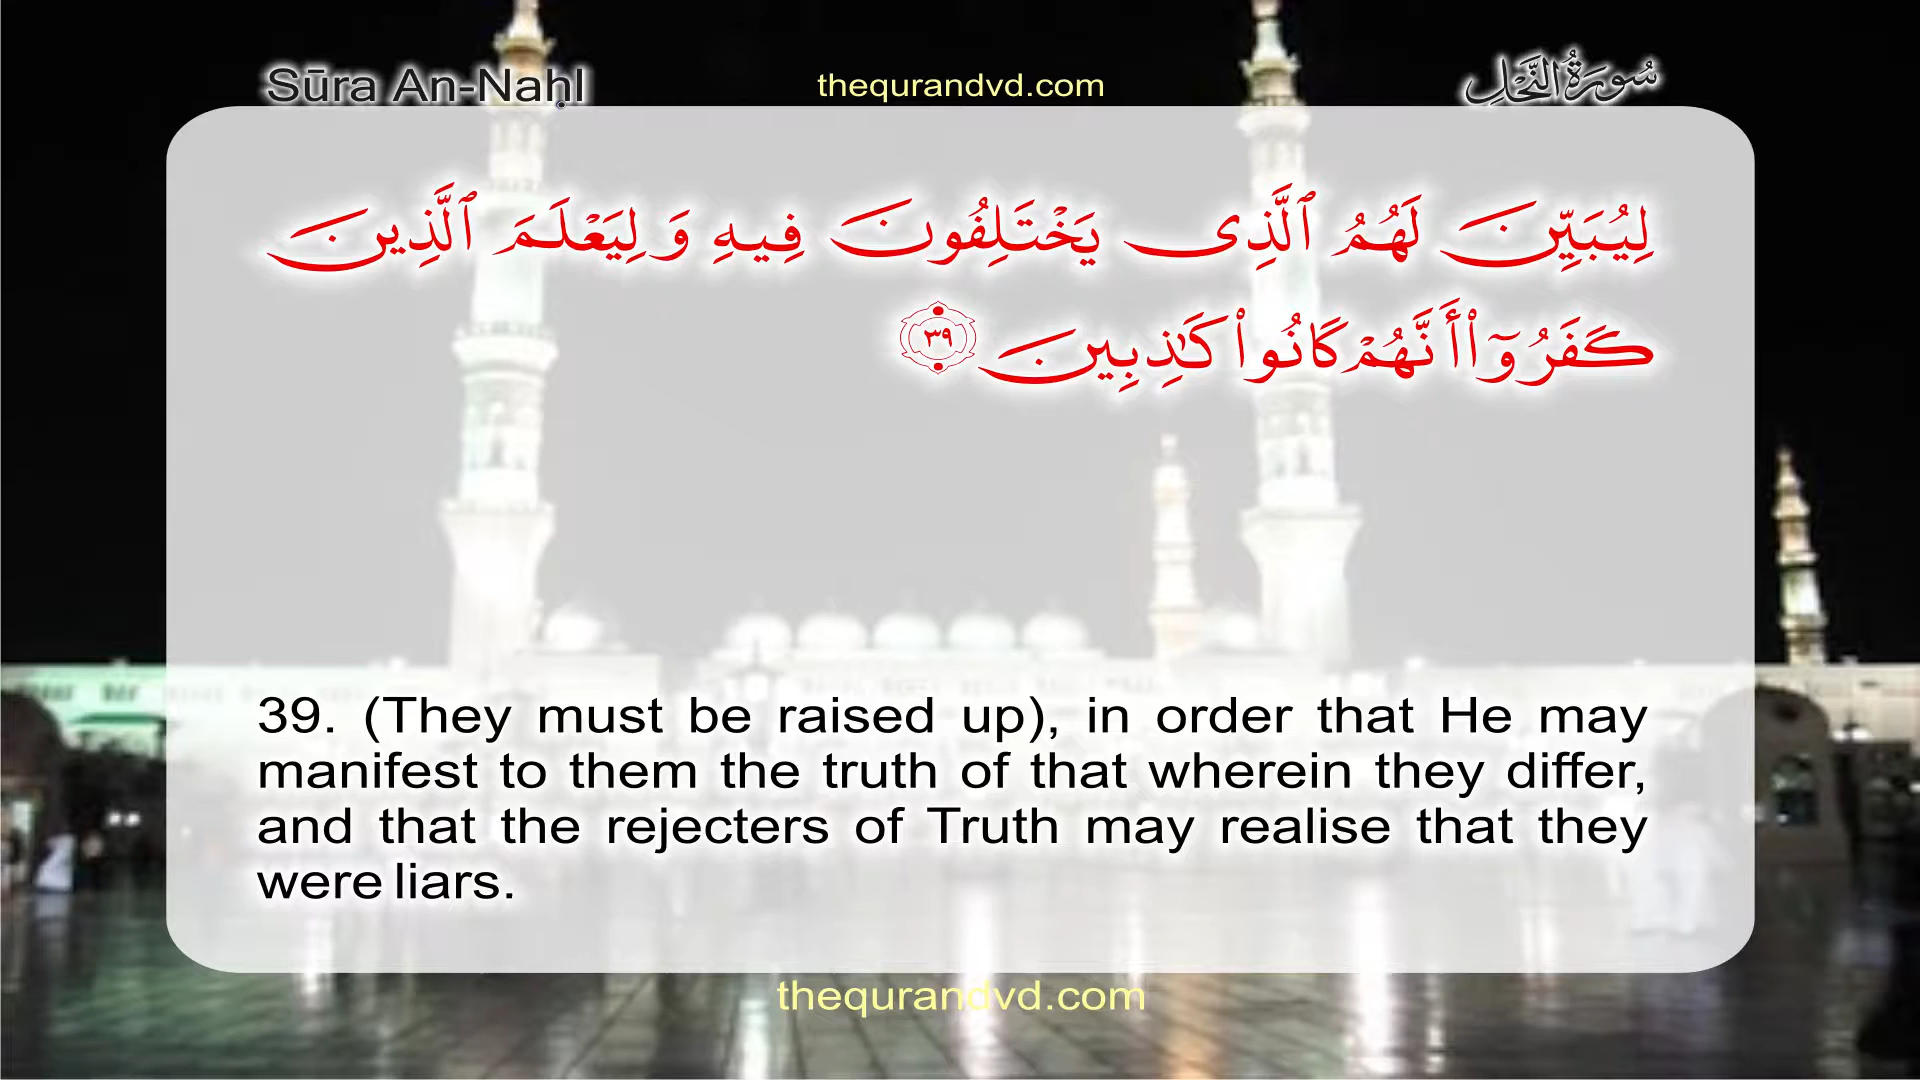 Sūra An-Naḥl
thequrandvd.com
سُورَةُ النَّحْلِ
لِيُبَيِّنَ لَهُمُ ٱلَّذِى يَخْتَلِفُونَ فِيهِ وَلِيَعْلَمَ ٱلَّذِينَ
كَفَرُوٓا۟ أَنَّهُمْ كَانُوا۟ كَـٰذِبِينَ ٣٩
39. (They must be raised up), in order that He may
manifest to them the truth of that wherein they differ,
and that the rejecters of Truth may realise that they
were liars.
thequrandvd.com